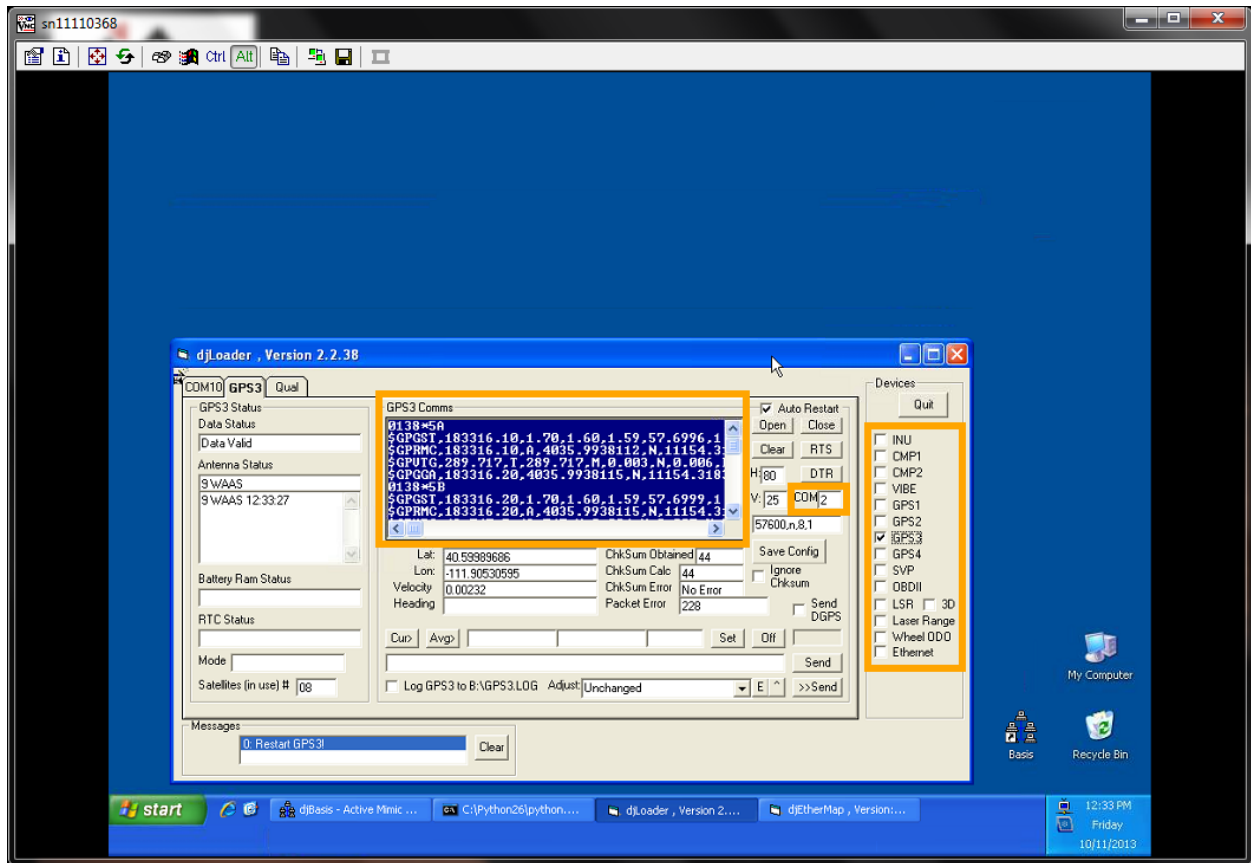 sn11110368
Ctrl Alt
djLoader , Version 2.2.38
COM10 GPS3 Qual
GPS3 Status
Data Status
Data Valid
Antenna Status
9 WAAS
9 WAAS 12:33:27
Battery Ram Status
RTC Status
Mode
Satellites (in use) # 08
GPS3 Comms
0138*5A
$GPGST,183316.10,1.70,1.60,1.59,57.6996,1
$GPRMC,183316.10,A,4035.9938112,N,11154.3
$GPVTG,289.717,T,289.717,M,0.003,N,0.006,
$GPGGA,183316.20,4035.9938115,N,11154.318
0138*5B
$GPGST,183316.20,1.70,1.60,1.59,57.6999,1
$GPRMC,183316.20,A,4035.9938115,N,11154.3
Auto Restart
Open Close
Clear RTS
H: 80 DTR
V: 25 COM 2
57600,n,8,1
Save Config
Ignore Chksum
Send DGPS
Lat: 40.59989686
Lon: -111.90530595
Velocity 0.00232
Heading
ChkSum Obtained 44
ChkSum Calc 44
ChkSum Error No Error
Packet Error 228
Cur> Avg> Set Off
Send
Log GPS3 to B:\GPS3.LOG Adjust Unchanged E ^ >>Send
Devices
Quit
INU
CMP1
CMP2
VIBE
GPS1
GPS2
GPS3
GPS4
SVP
OBDII
LSR 3D
Laser Range
Wheel ODO
Ethernet
Messages
0: Restart GPS3!
Clear
My Computer
Basis
Recycle Bin
start
djBasis - Active Mimic ...
C:\Python26\python....
djLoader , Version 2....
djEtherMap , Version:...
12:33 PM
Friday
10/11/2013